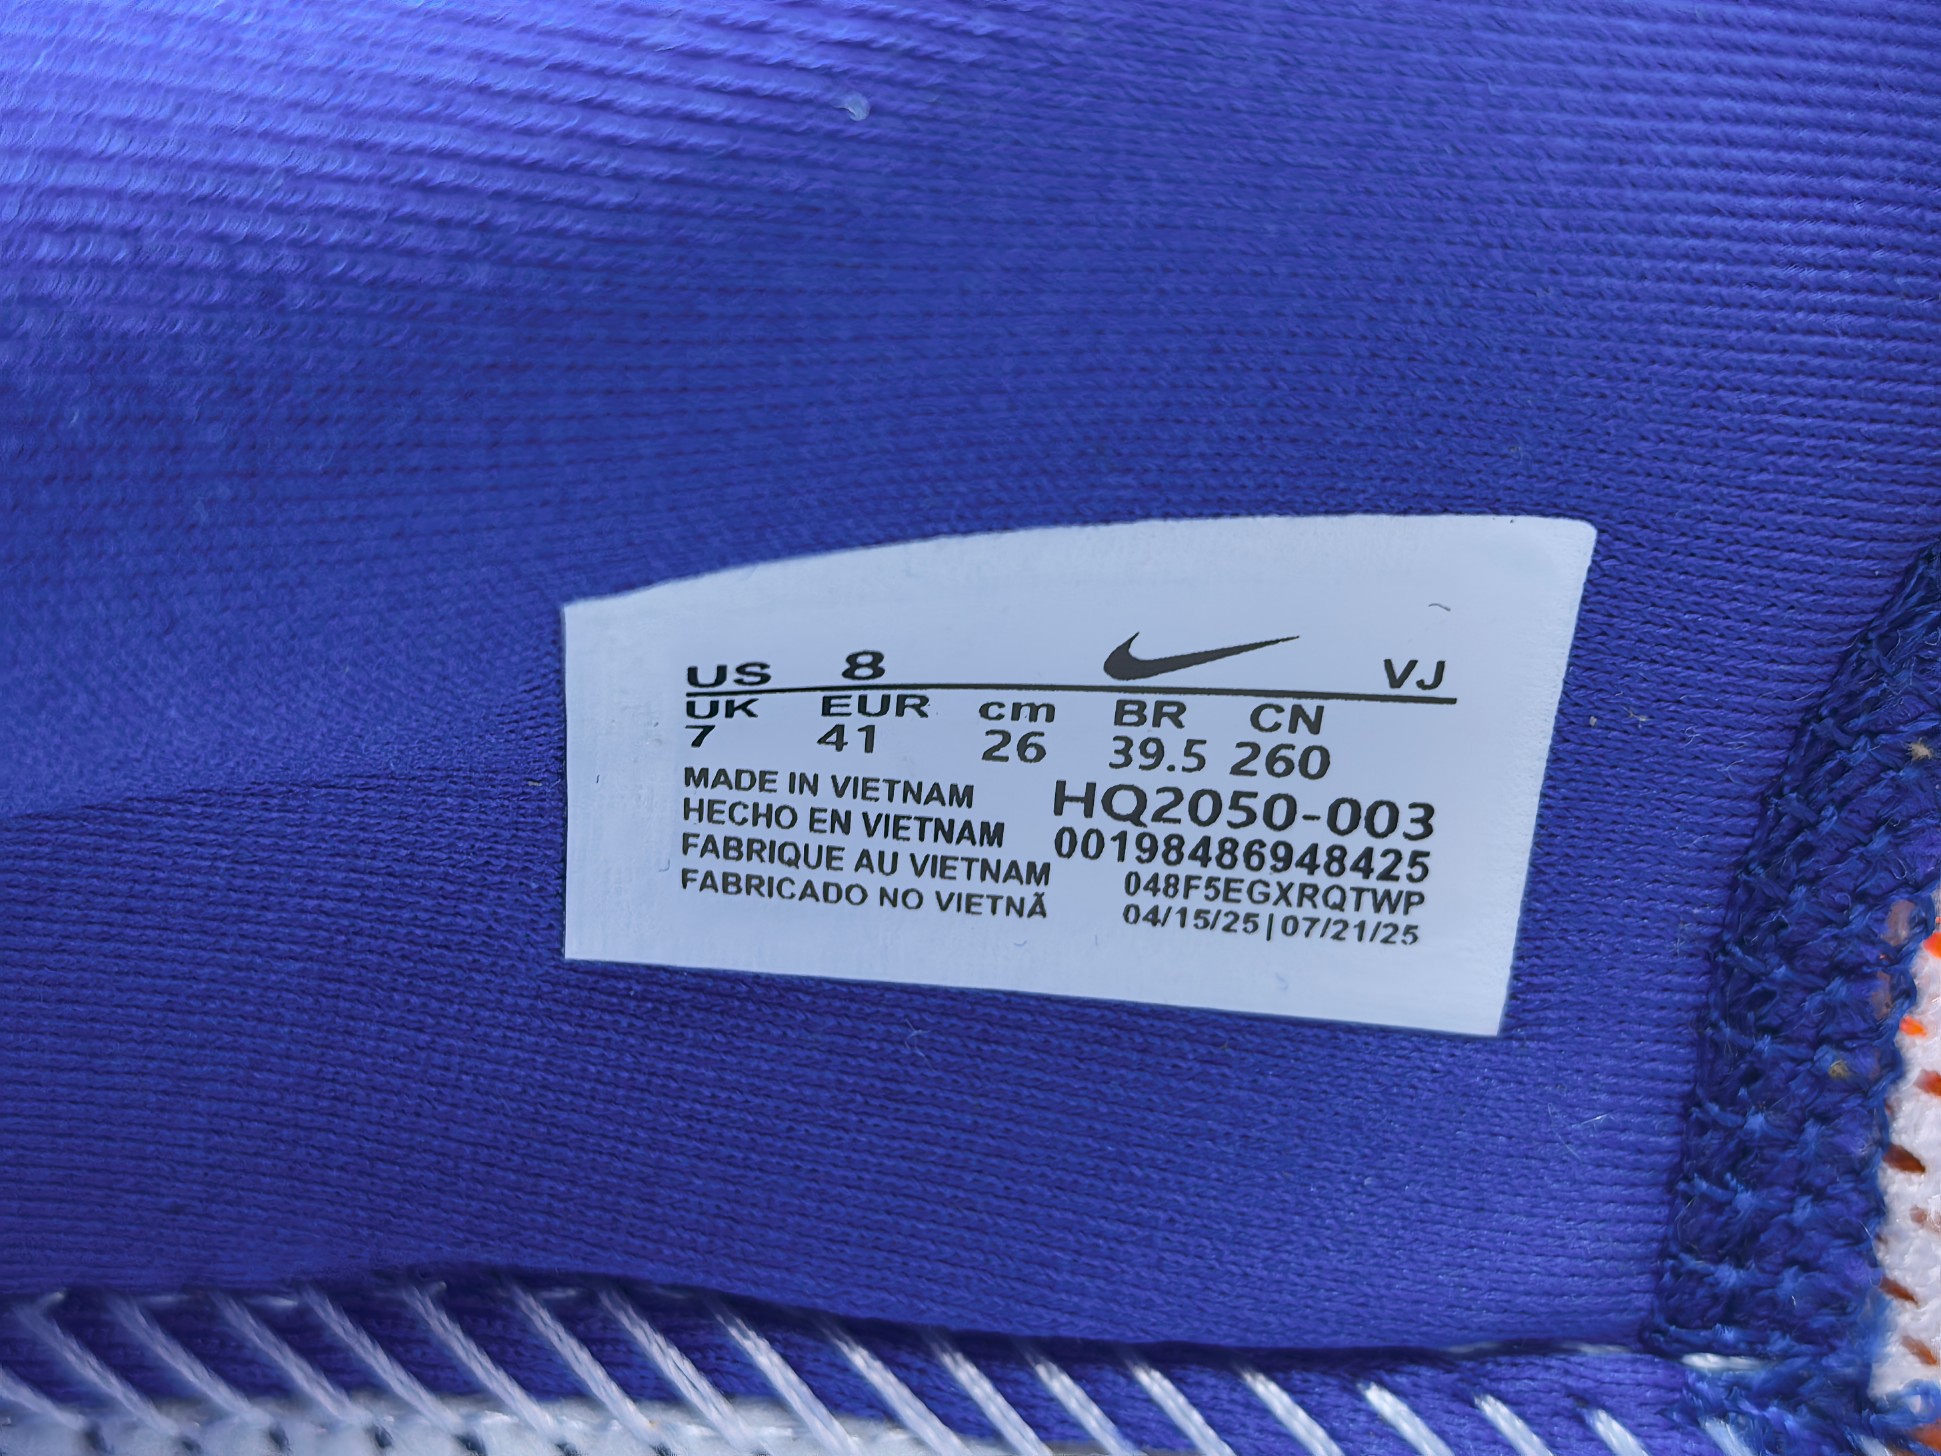 US 8 VJ
UK EUR cm BR CN
7 41 26 39.5 260
MADE IN VIETNAM
HECHO EN VIETNAM
FABRIQUE AU VIETNAM
FABRICADO NO VIETNÃ
HQ2050-003
00198486948425
048F5EGXRQTWP
04/15/25|07/21/25